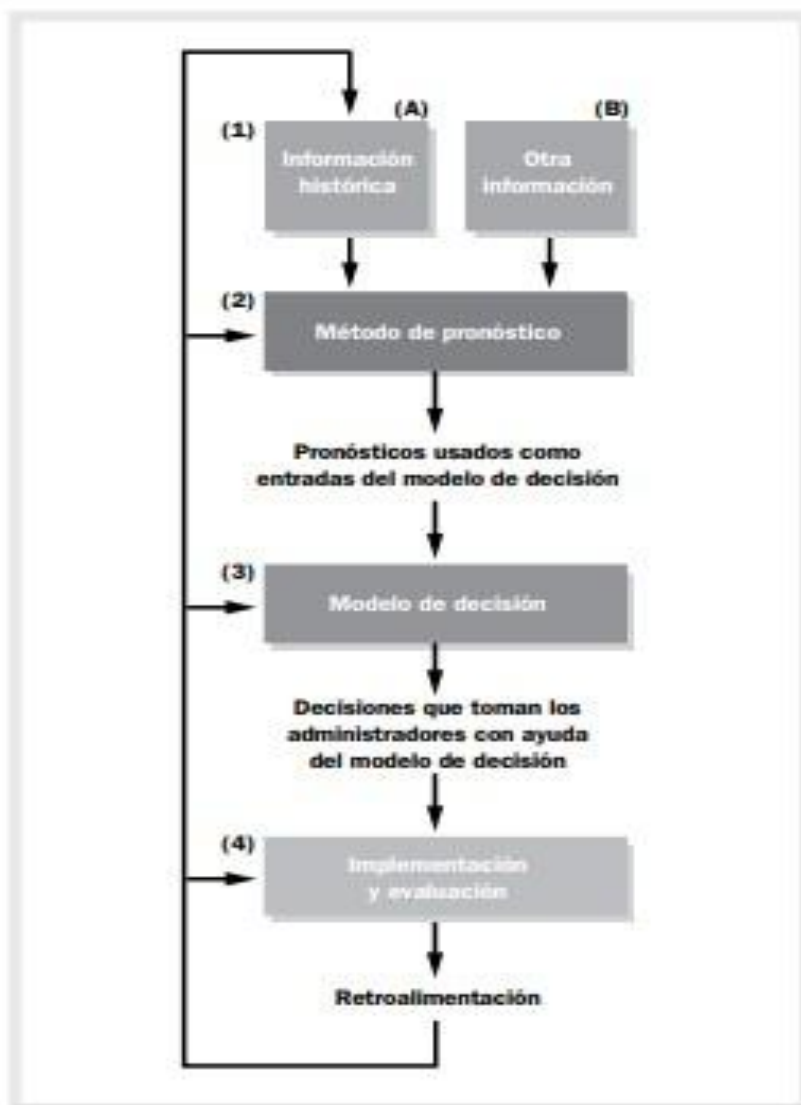 (A)
(B)
(1)
Información
histórica
Otra
información
(2)
Método de pronóstico
Pronósticos usados como
entradas del modelo de decisión
(3)
Modelo de decisión
Decisiones que toman los
administradores con ayuda
del modelo de decisión
(4)
Implementación
y evaluación
Retroalimentación